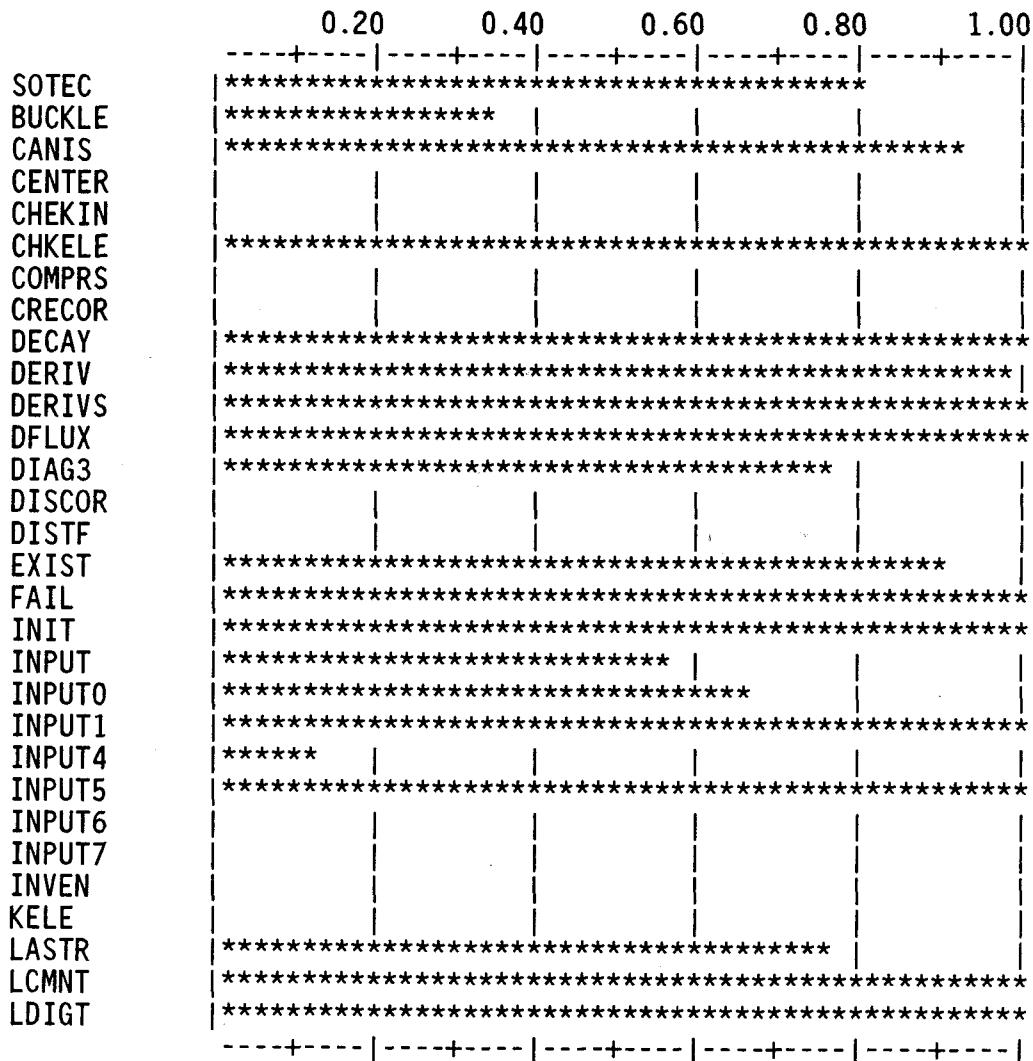 0.20 0.40 0.60 0.80 1.00
----+----|----+----|----+----|----+----|----+----|
SOTEC |**************************************** |
BUCKLE |***************** | | | |
CANIS |********************************************** |
CENTER | | | | | |
CHEKIN | | | | | |
CHKELE |**************************************************
COMPRS | | | | | |
CRECOR | | | | | |
DECAY |**************************************************
DERIV |************************************************* |
DERIVS |**************************************************
DFLUX |**************************************************
DIAG3 |************************************** | |
DISCOR | | | | | |
DISTF | | | | | |
EXIST |********************************************* |
FAIL |**************************************************
INIT |**************************************************
INPUT |**************************** | | |
INPUT0 |********************************* | |
INPUT1 |**************************************************
INPUT4 |****** | | | | |
INPUT5 |**************************************************
INPUT6 | | | | | |
INPUT7 | | | | | |
INVEN | | | | | |
KELE | | | | | |
LASTR |************************************** | |
LCMNT |**************************************************
LDIGT |**************************************************
----+----|----+----|----+----|----+----|----+----|